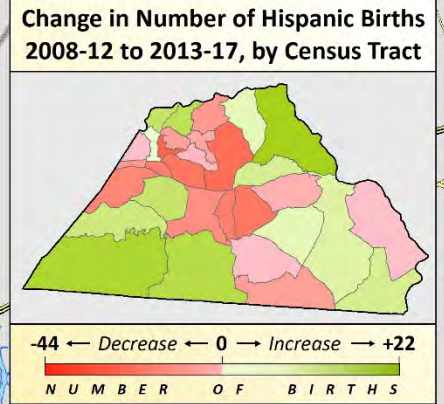 Change in Number of Hispanic Births
2008-12 to 2013-17, by Census Tract
-44 ← Decrease ← 0 → Increase → +22
NUMBER OF BIRTHS